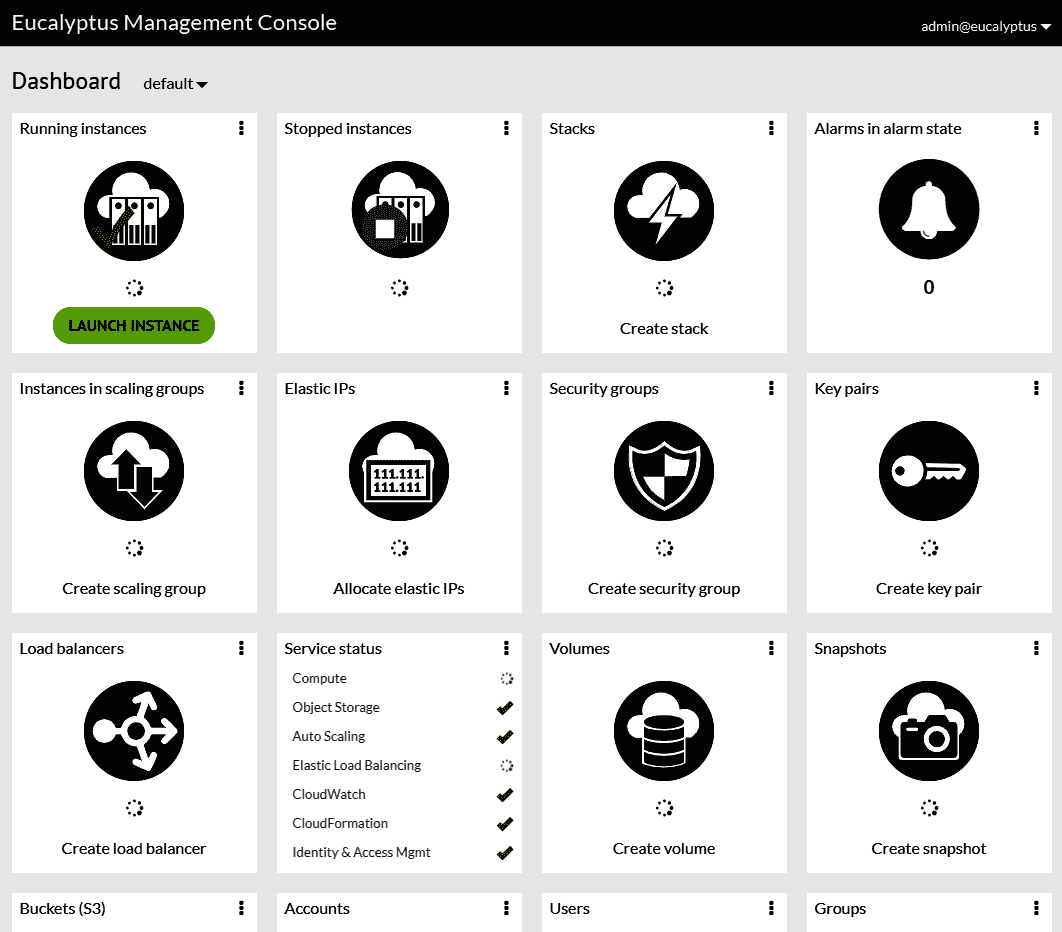 Eucalyptus Management Console
admin@eucalyptus
Dashboard default
Running instances
LAUNCH INSTANCE
Stopped instances
Stacks
Create stack
Alarms in alarm state
0
Instances in scaling groups
Create scaling group
Elastic IPs
111.111.
111.111
Allocate elastic IPs
Security groups
Create security group
Key pairs
Create key pair
Load balancers
Create load balancer
Service status
Compute
Object Storage
Auto Scaling
Elastic Load Balancing
CloudWatch
CloudFormation
Identity & Access Mgmt
Volumes
Create volume
Snapshots
Create snapshot
Buckets (S3)
Accounts
Users
Groups